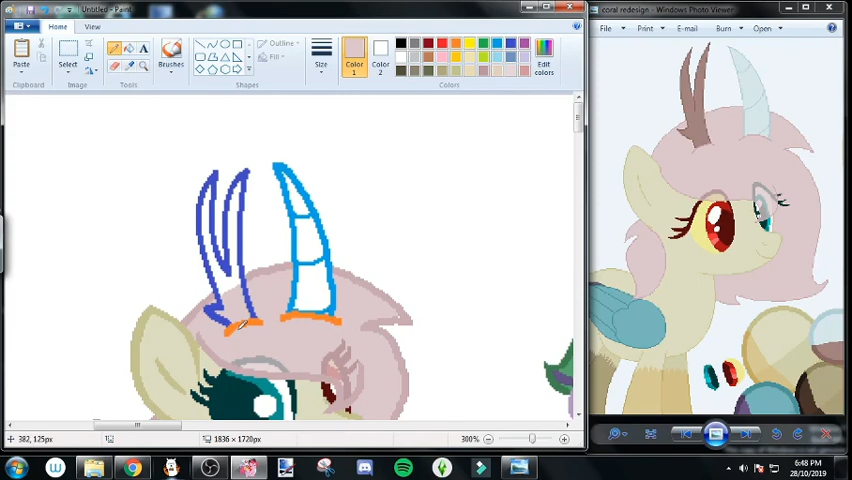 Untitled - Paint
coral redesign - Windows Photo Viewer
Home
View
File
Print
E-mail
Burn
Open
Paste
Select
Brushes
Outline
Fill
Size
Color
1
Color
2
Edit
colors
Clipboard
Image
Tools
Shapes
Colors
382, 125px
1836 × 1720px
300%
6:48 PM
28/10/2019